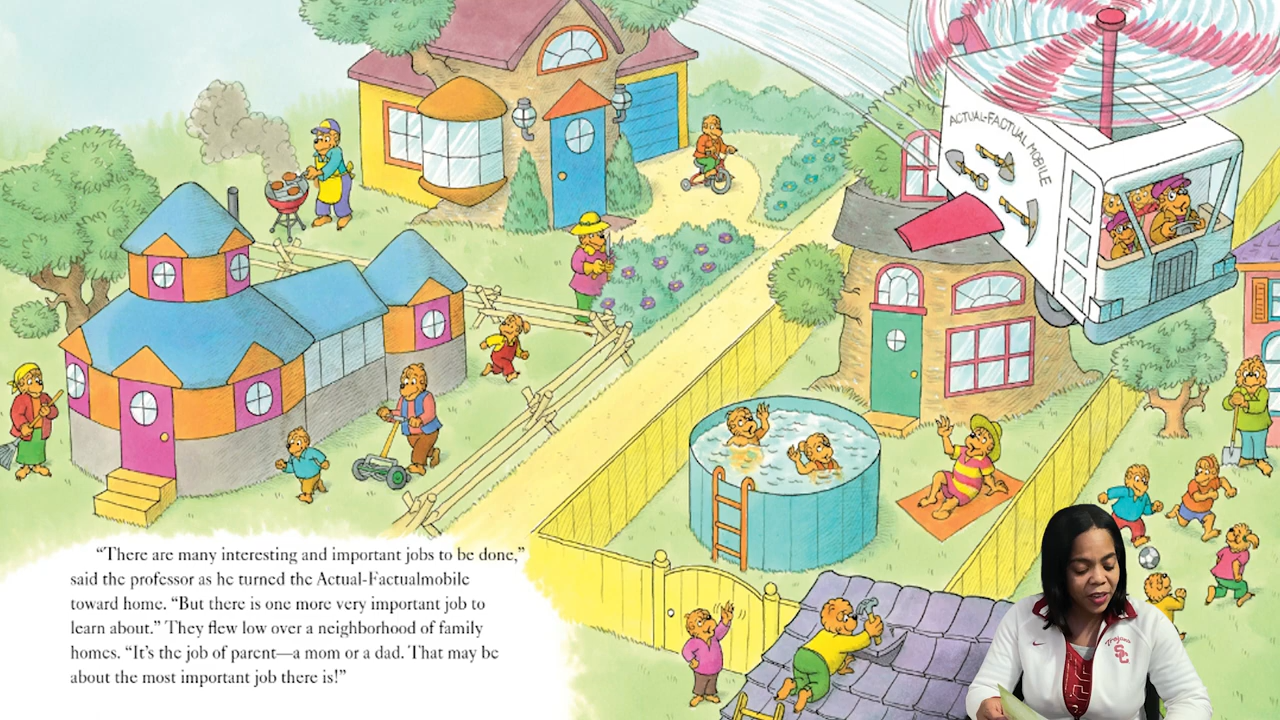 ACTUAL-FACTUAL MOBILE
“There are many interesting and important jobs to be done,”
said the professor as he turned the Actual-Factualmobile
toward home. “But there is one more very important job to
learn about.” They flew low over a neighborhood of family
homes. “It’s the job of parent—a mom or a dad. That may be
about the most important job there is!”
Trojans
SC